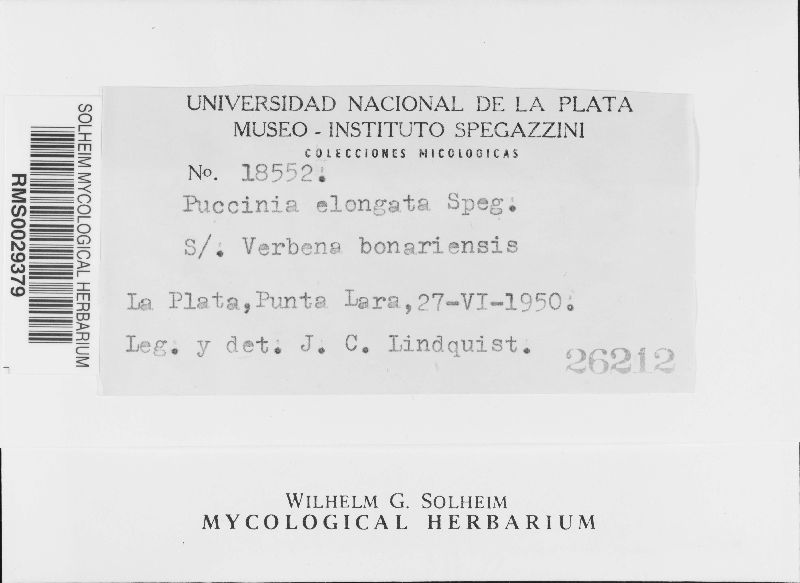 UNIVERSIDAD NACIONAL DE LA PLATA
MUSEO - INSTITUTO SPEGAZZINI
COLECCIONES MICOLOGICAS
No. 18552.
Puccinia elongata Speg.
S/. Verbena bonariensis
La Plata, Punta Lara, 27-VI-1950.
Leg. y det. J. C. Lindquist.
26212
SOLHEIM MYCOLOGICAL HERBARIUM
RMS0029379
WILHELM G. SOLHEIM
MYCOLOGICAL HERBARIUM